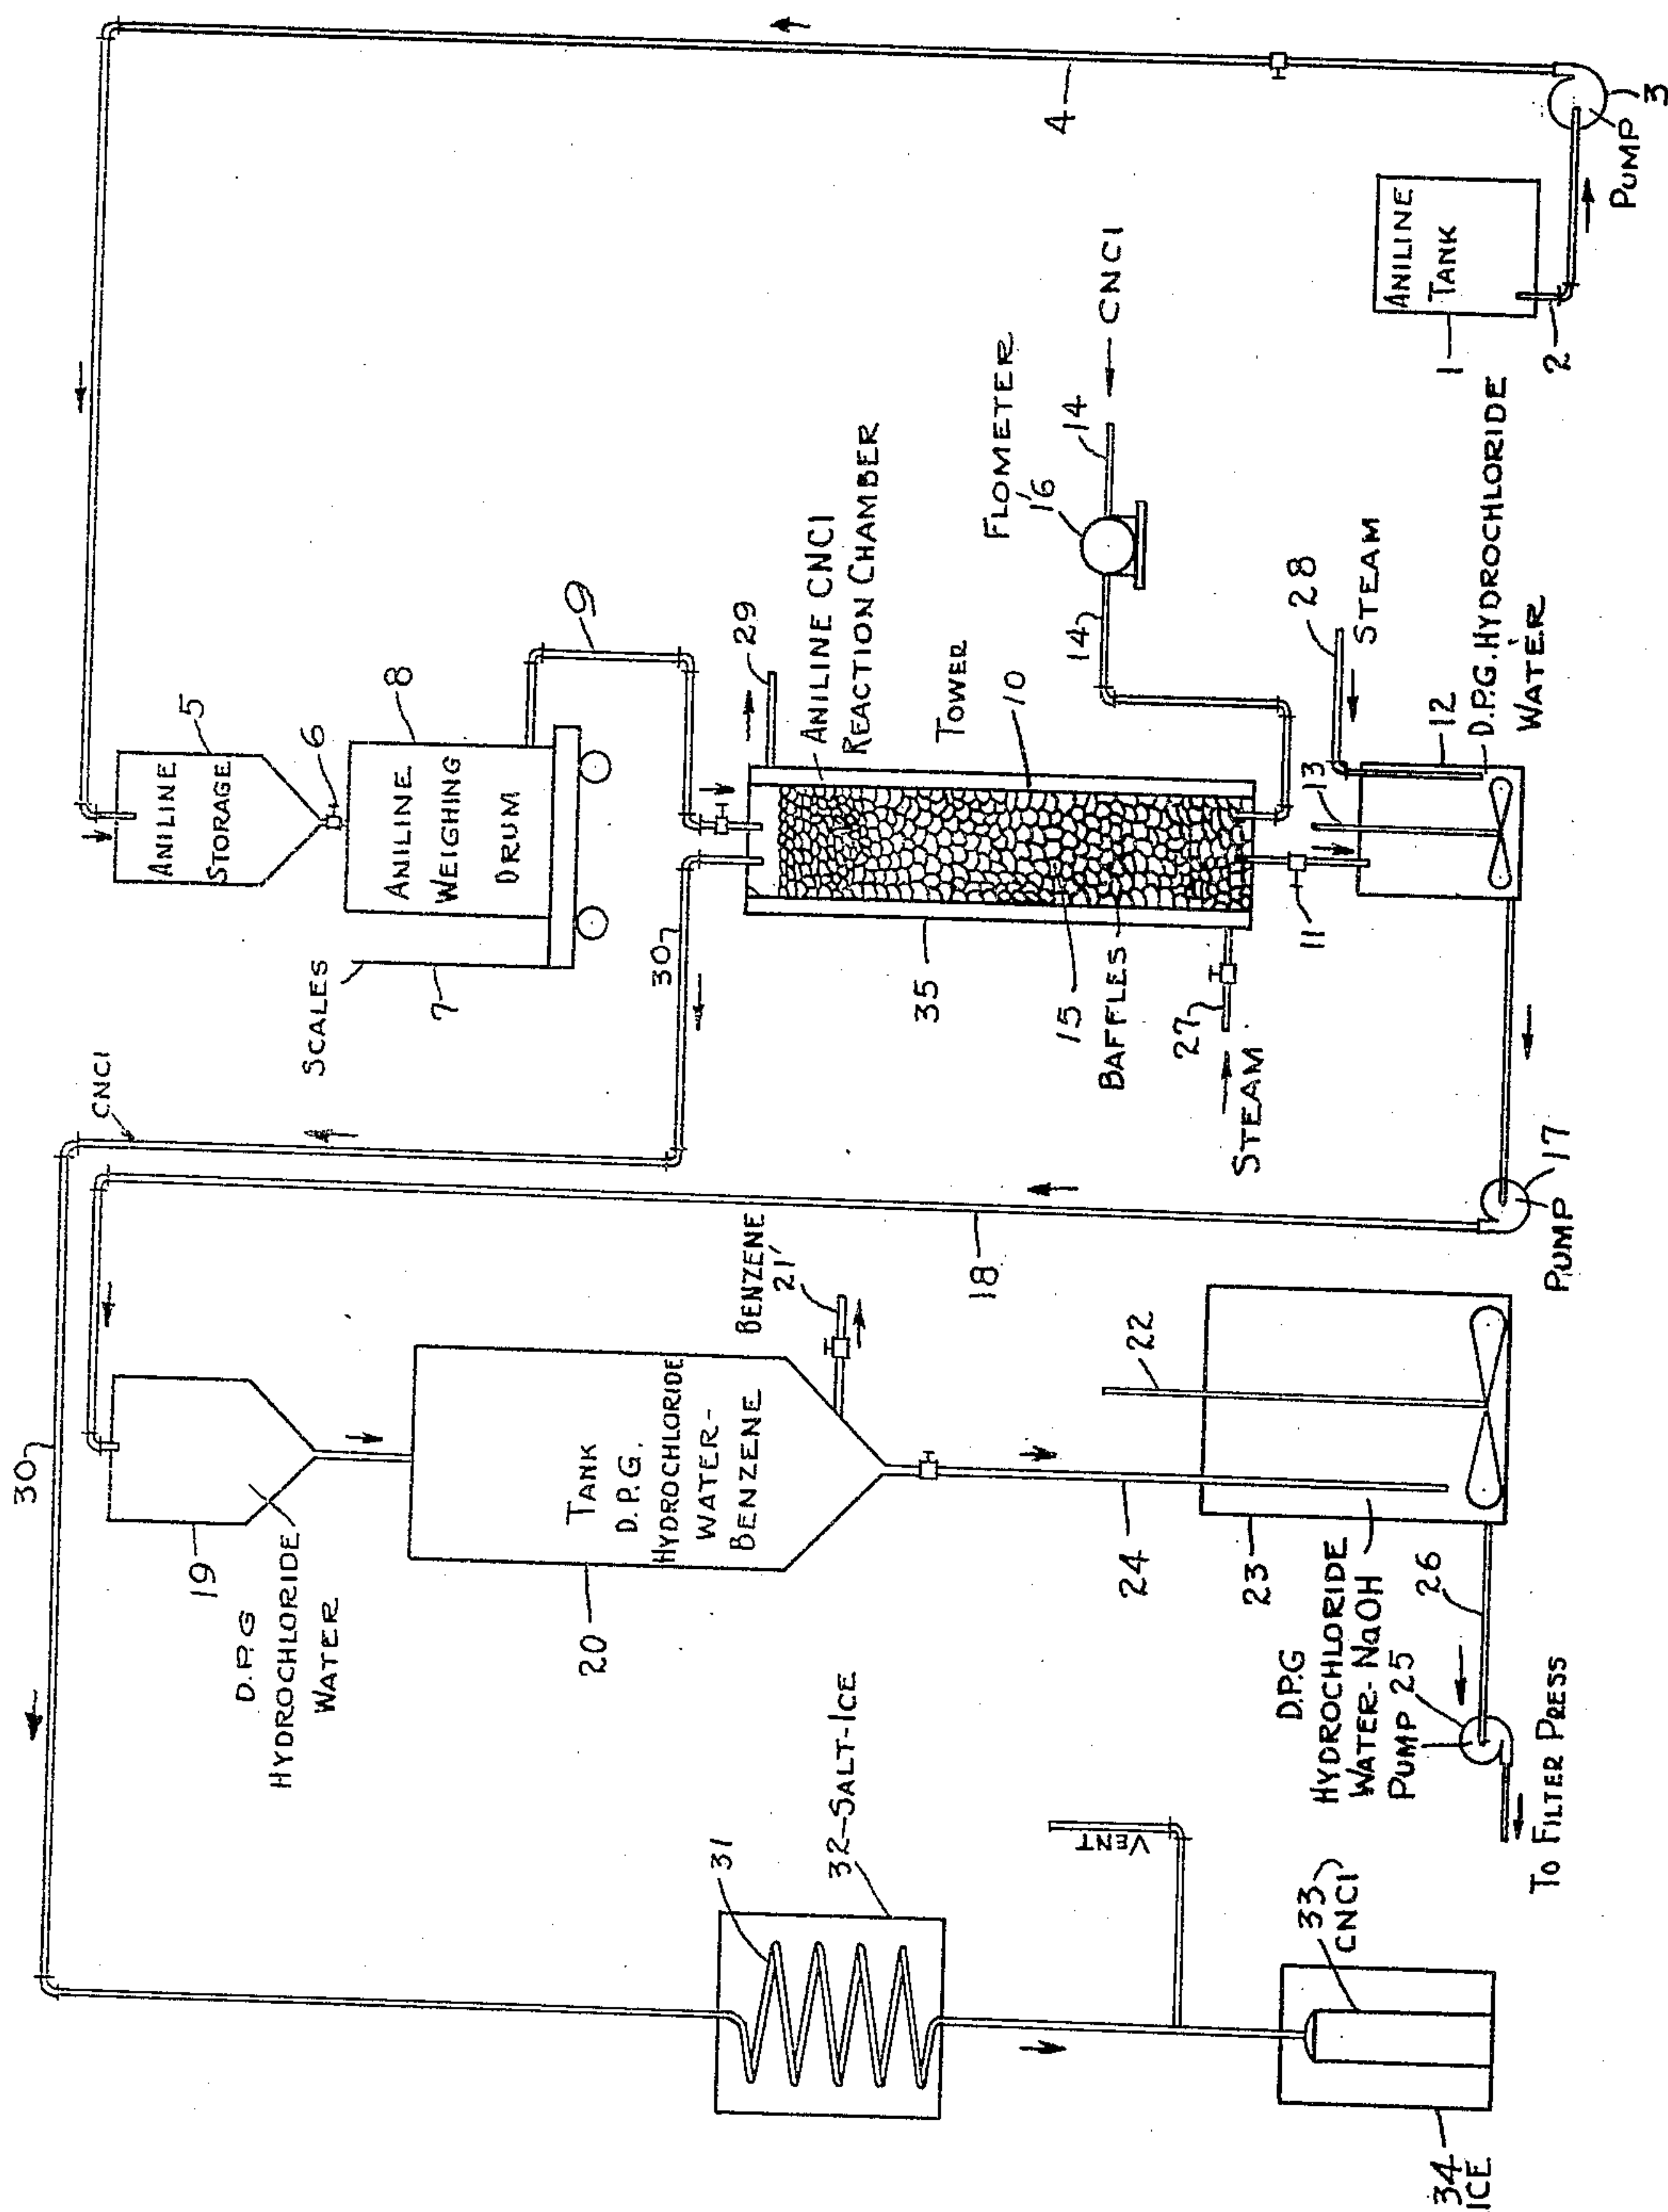 4
PUMP
3
ANILINE
TANK
1
2
5
ANILINE
STORAGE
6
8
ANILINE
WEIGHING
DRUM
SCALES
7
9
29
ANILINE CNCl
REACTION CHAMBER
TOWER
10
FLOMETER
16
14
14
CNCl
30
35
15
BAFFLES
27
STEAM
11
13
12
28
STEAM
D.P.G. HYDROCHLORIDE
WATER
CNCl
17
PUMP
18
30
19
D.P.G
HYDROCHLORIDE
WATER
TANK
D.P.G.
HYDROCHLORIDE
WATER-
BENZENE
20
BENZENE
21
22
24
23
D.P.G
HYDROCHLORIDE
WATER-NaOH
PUMP 25
26
TO FILTER PRESS
31
32-SALT-ICE
VENT
33
CNCl
34
ICE